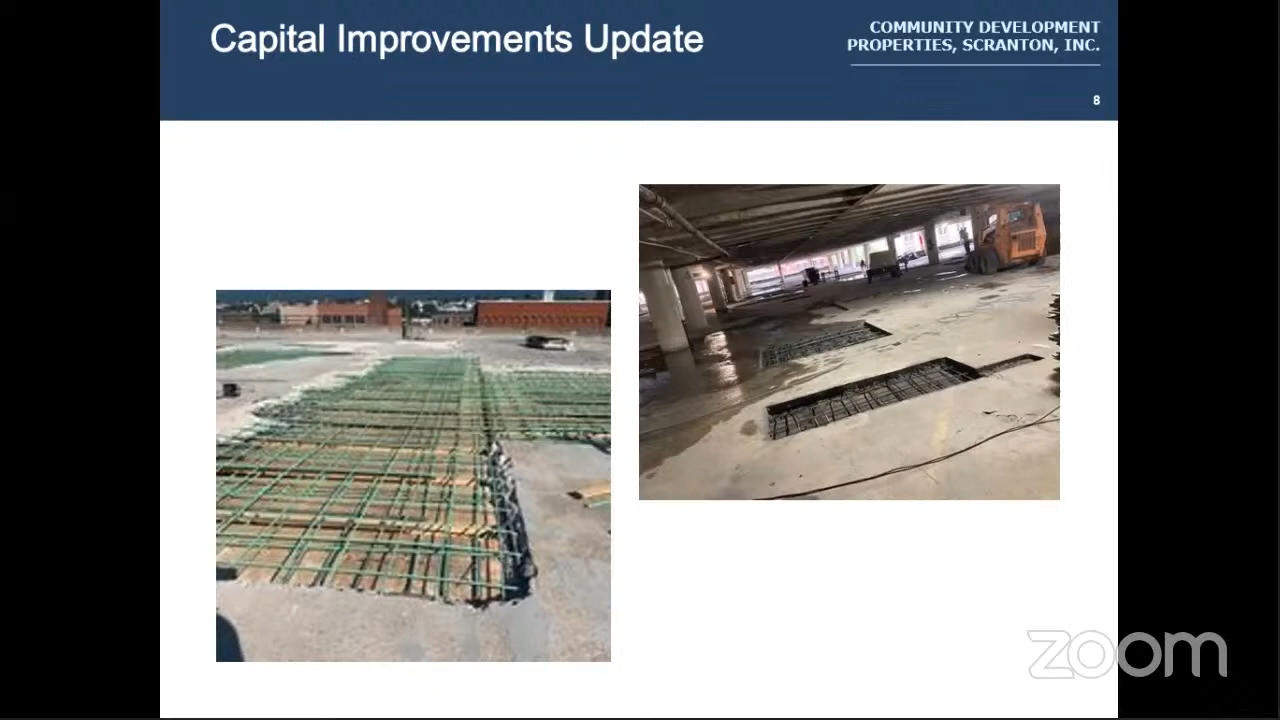 Capital Improvements Update
COMMUNITY DEVELOPMENT
PROPERTIES, SCRANTON, INC.
8
zoom